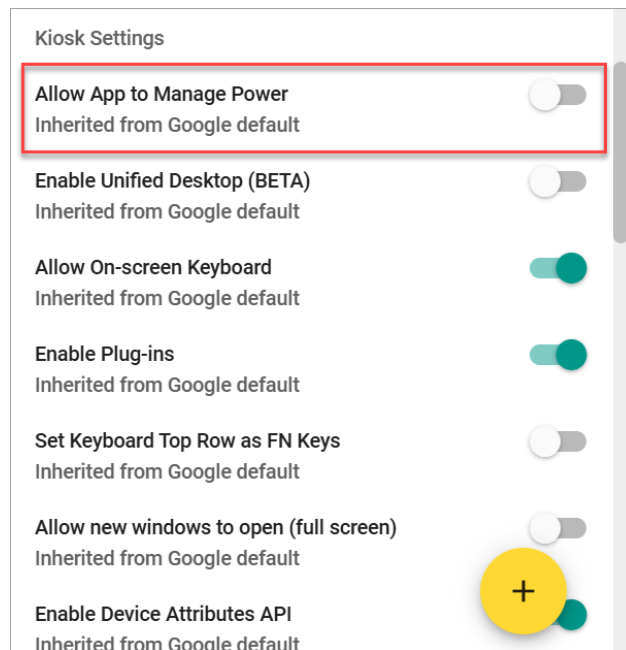 Kiosk Settings
Allow App to Manage Power
Inherited from Google default
Enable Unified Desktop (BETA)
Inherited from Google default
Allow On-screen Keyboard
Inherited from Google default
Enable Plug-ins
Inherited from Google default
Set Keyboard Top Row as FN Keys
Inherited from Google default
Allow new windows to open (full screen)
Inherited from Google default
+
Enable Device Attributes API
Inherited from Google default